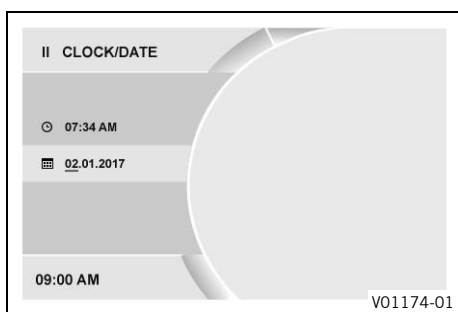 II CLOCK/DATE
07:34 AM
02.01.2017
09:00 AM
V01174-01